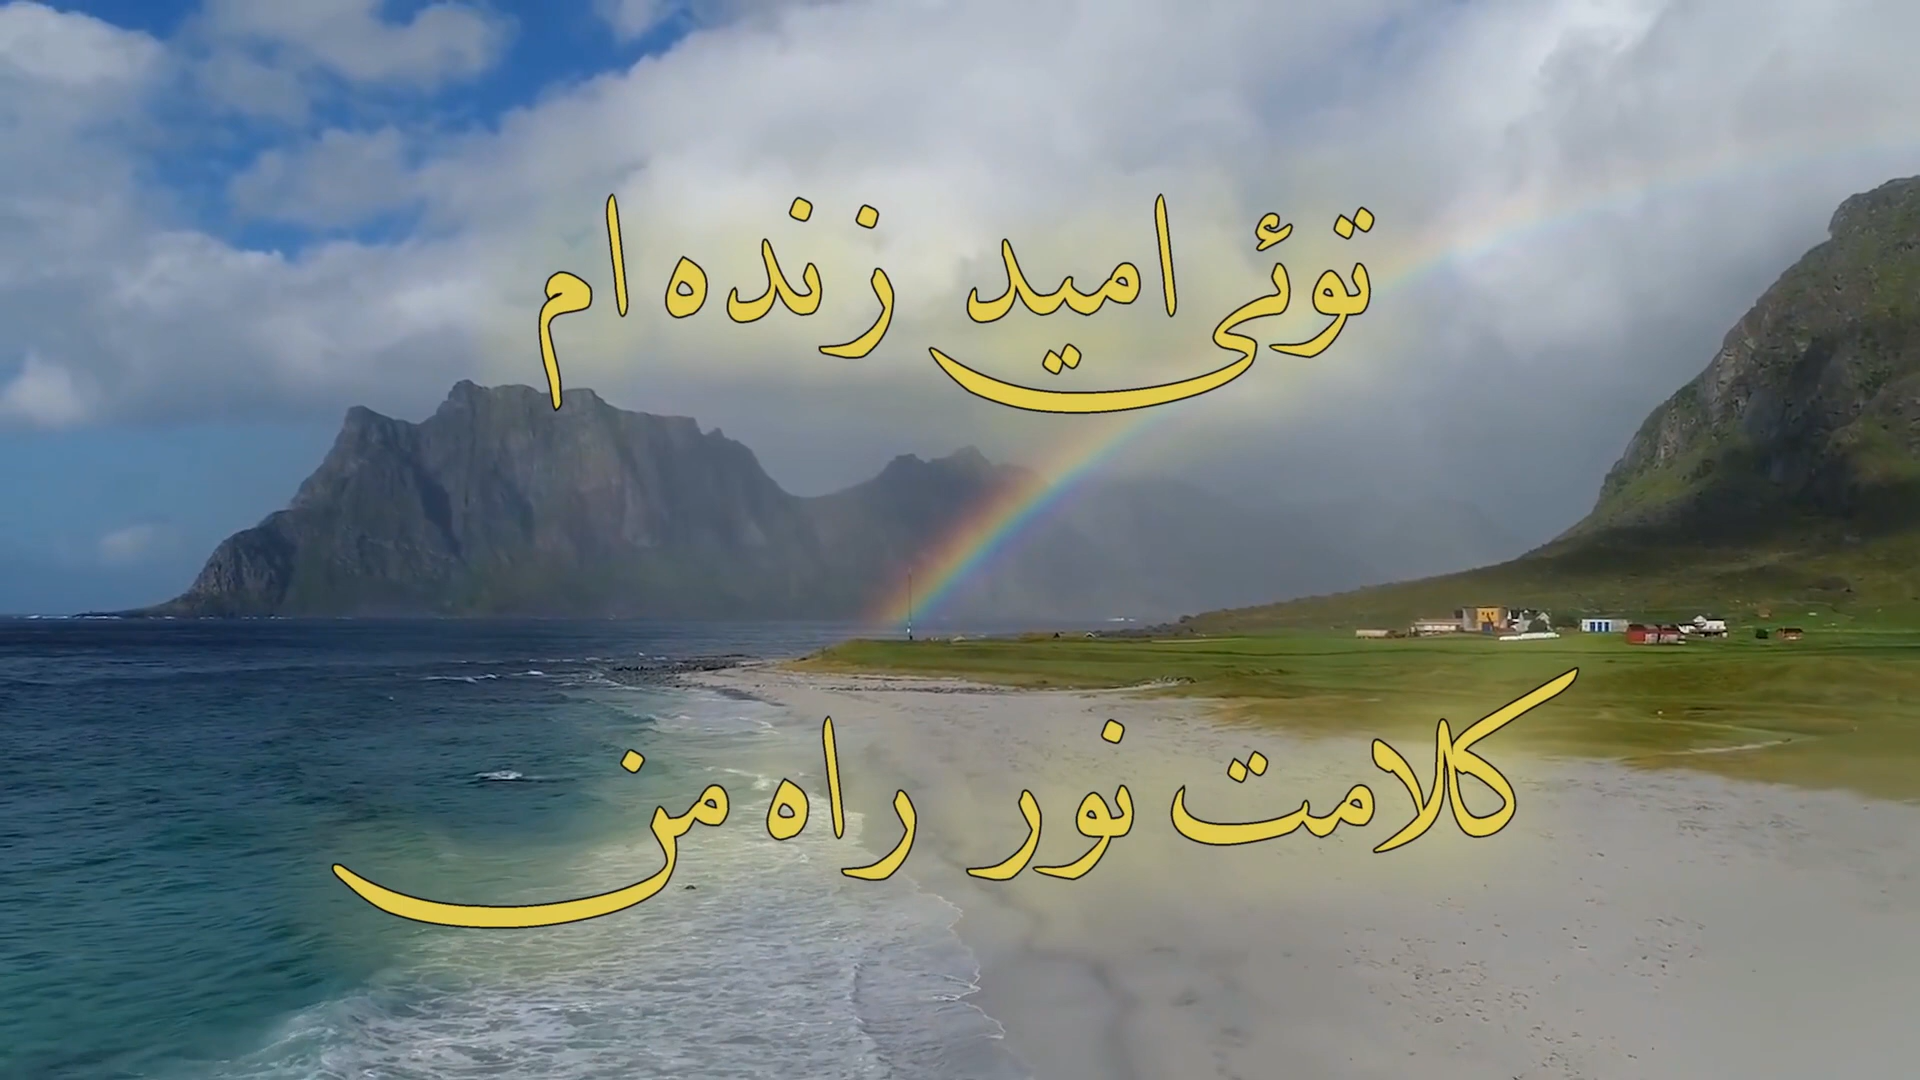 توئی امید زنده ام
کلامت نور راه من